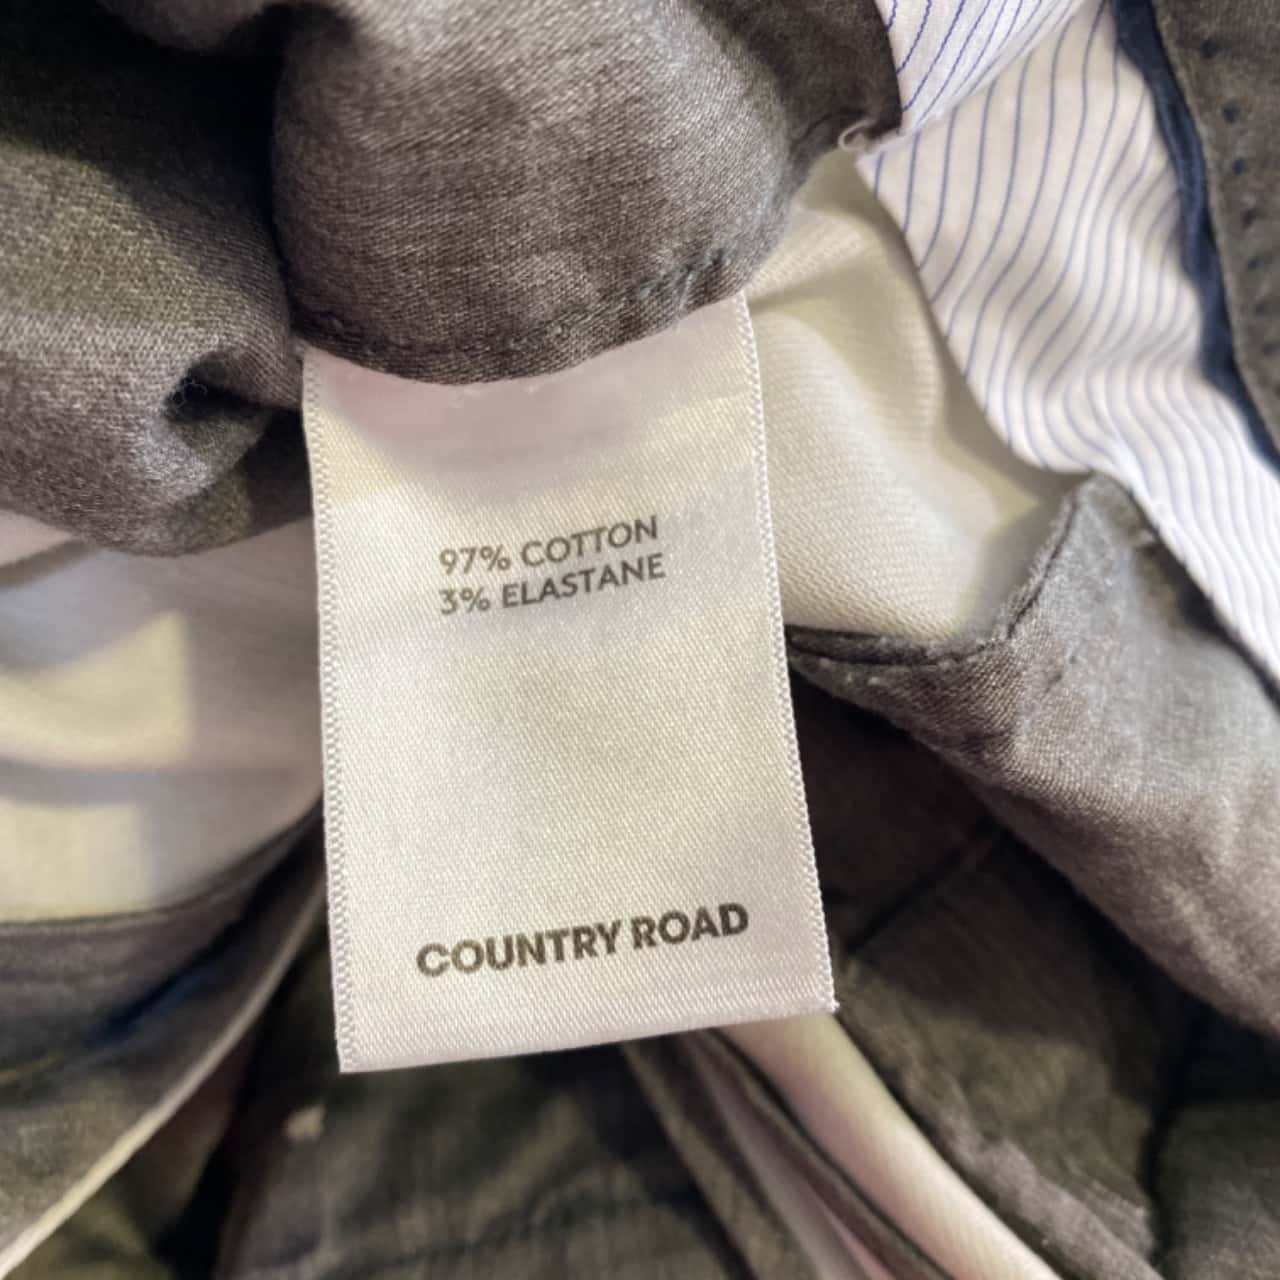 97% COTTON
3% ELASTANE
COUNTRY ROAD